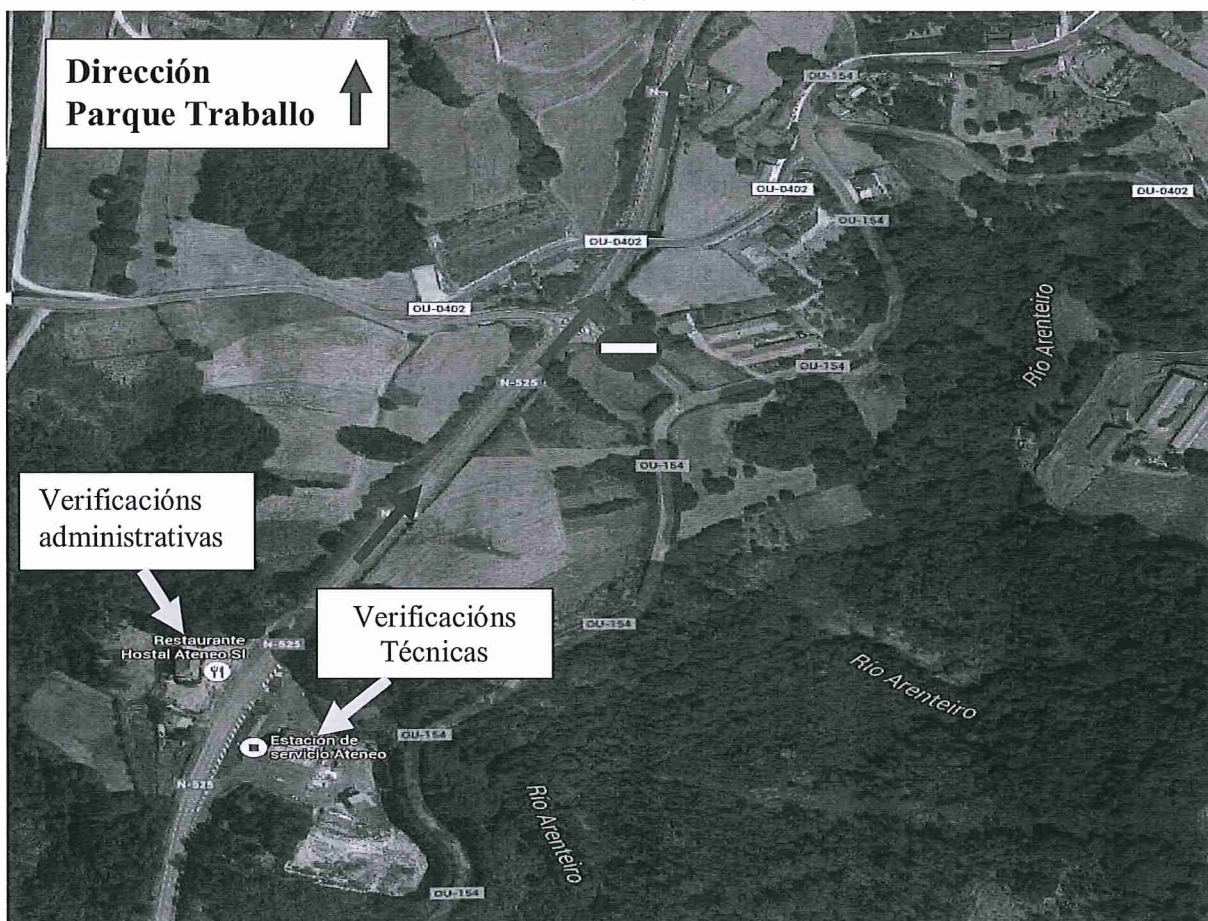 Dirección
Parque Traballo
OU-154
N-
OU-0402
OU-0402
OU-154
OU-0402
OU-0402
Río Arenteiro
OU-154
N-525
OU-154
Verificacións
administrativas
N
Verificacións
Técnicas
OU-154
Restaurante
Hostal Ateneo Sl
N-525
Río Arenteiro
Estación de
servicio Ateneo
OU-154
N-525
Río Arenteiro
OU-154